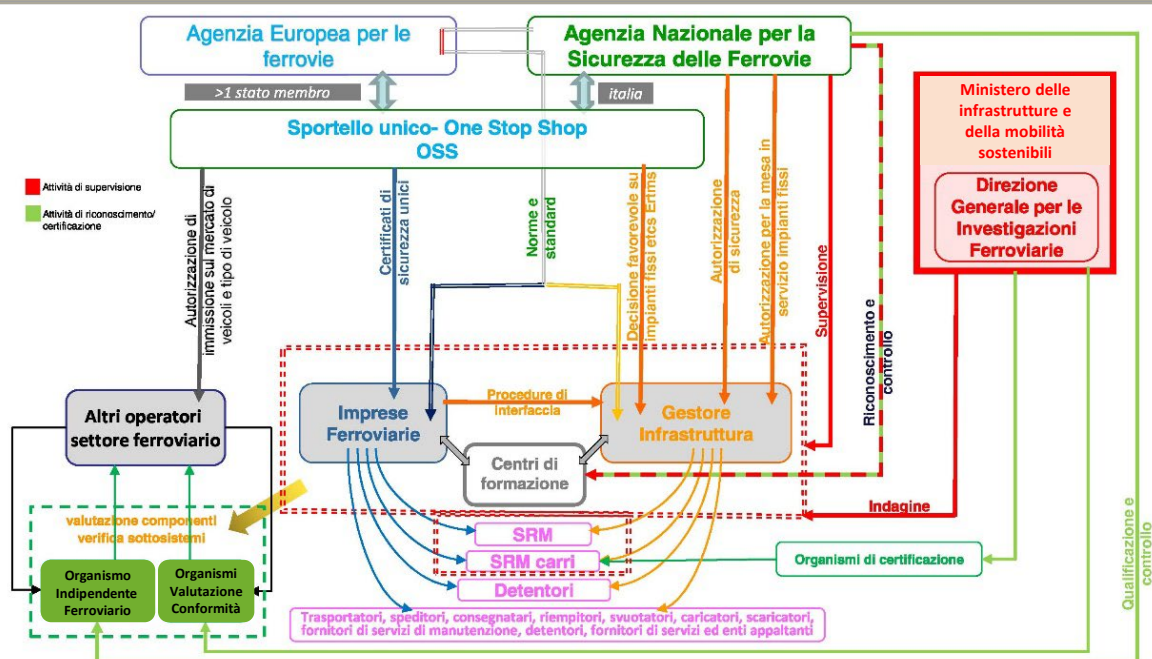 Agenzia Europea per le
ferrovie
Agenzia Nazionale per la
Sicurezza delle Ferrovie
>1 stato membro
italia
Sportello unico- One Stop Shop
OSS
Ministero delle
infrastrutture e
della mobilità
sostenibili
Direzione
Generale per le
Investigazioni
Ferroviarie
Attività di supervisione
Attività di riconoscimento/
certificazione
Autorizzazione di
immissione sul mercato di
veicoli e tipo di veicolo
Certificati di
sicurezza unici
Norme e
standard
Decisione favorevole su
impianti fissi etcs Ertms
Autorizzazione
di sicurezza
Autorizzazione per la mesa in
servizio impianti fissi
Supervisione
Riconoscimento e
controllo
Altri operatori
settore ferroviario
Imprese
Ferroviarie
Procedure di
interfaccia
Gestore
Infrastruttura
Centri di
formazione
Indagine
valutazione componenti
verifica sottosistemi
Organismo
Indipendente
Ferroviario
Organismi
Valutazione
Conformità
SRM
SRM carri
Detentori
Organismi di certificazione
Trasportatori, speditori, consegnatari, riempitori, svuotatori, caricatori, scaricatori,
fornitori di servizi di manutenzione, detentori, fornitori di servizi ed enti appaltanti
Qualificazione e
controllo